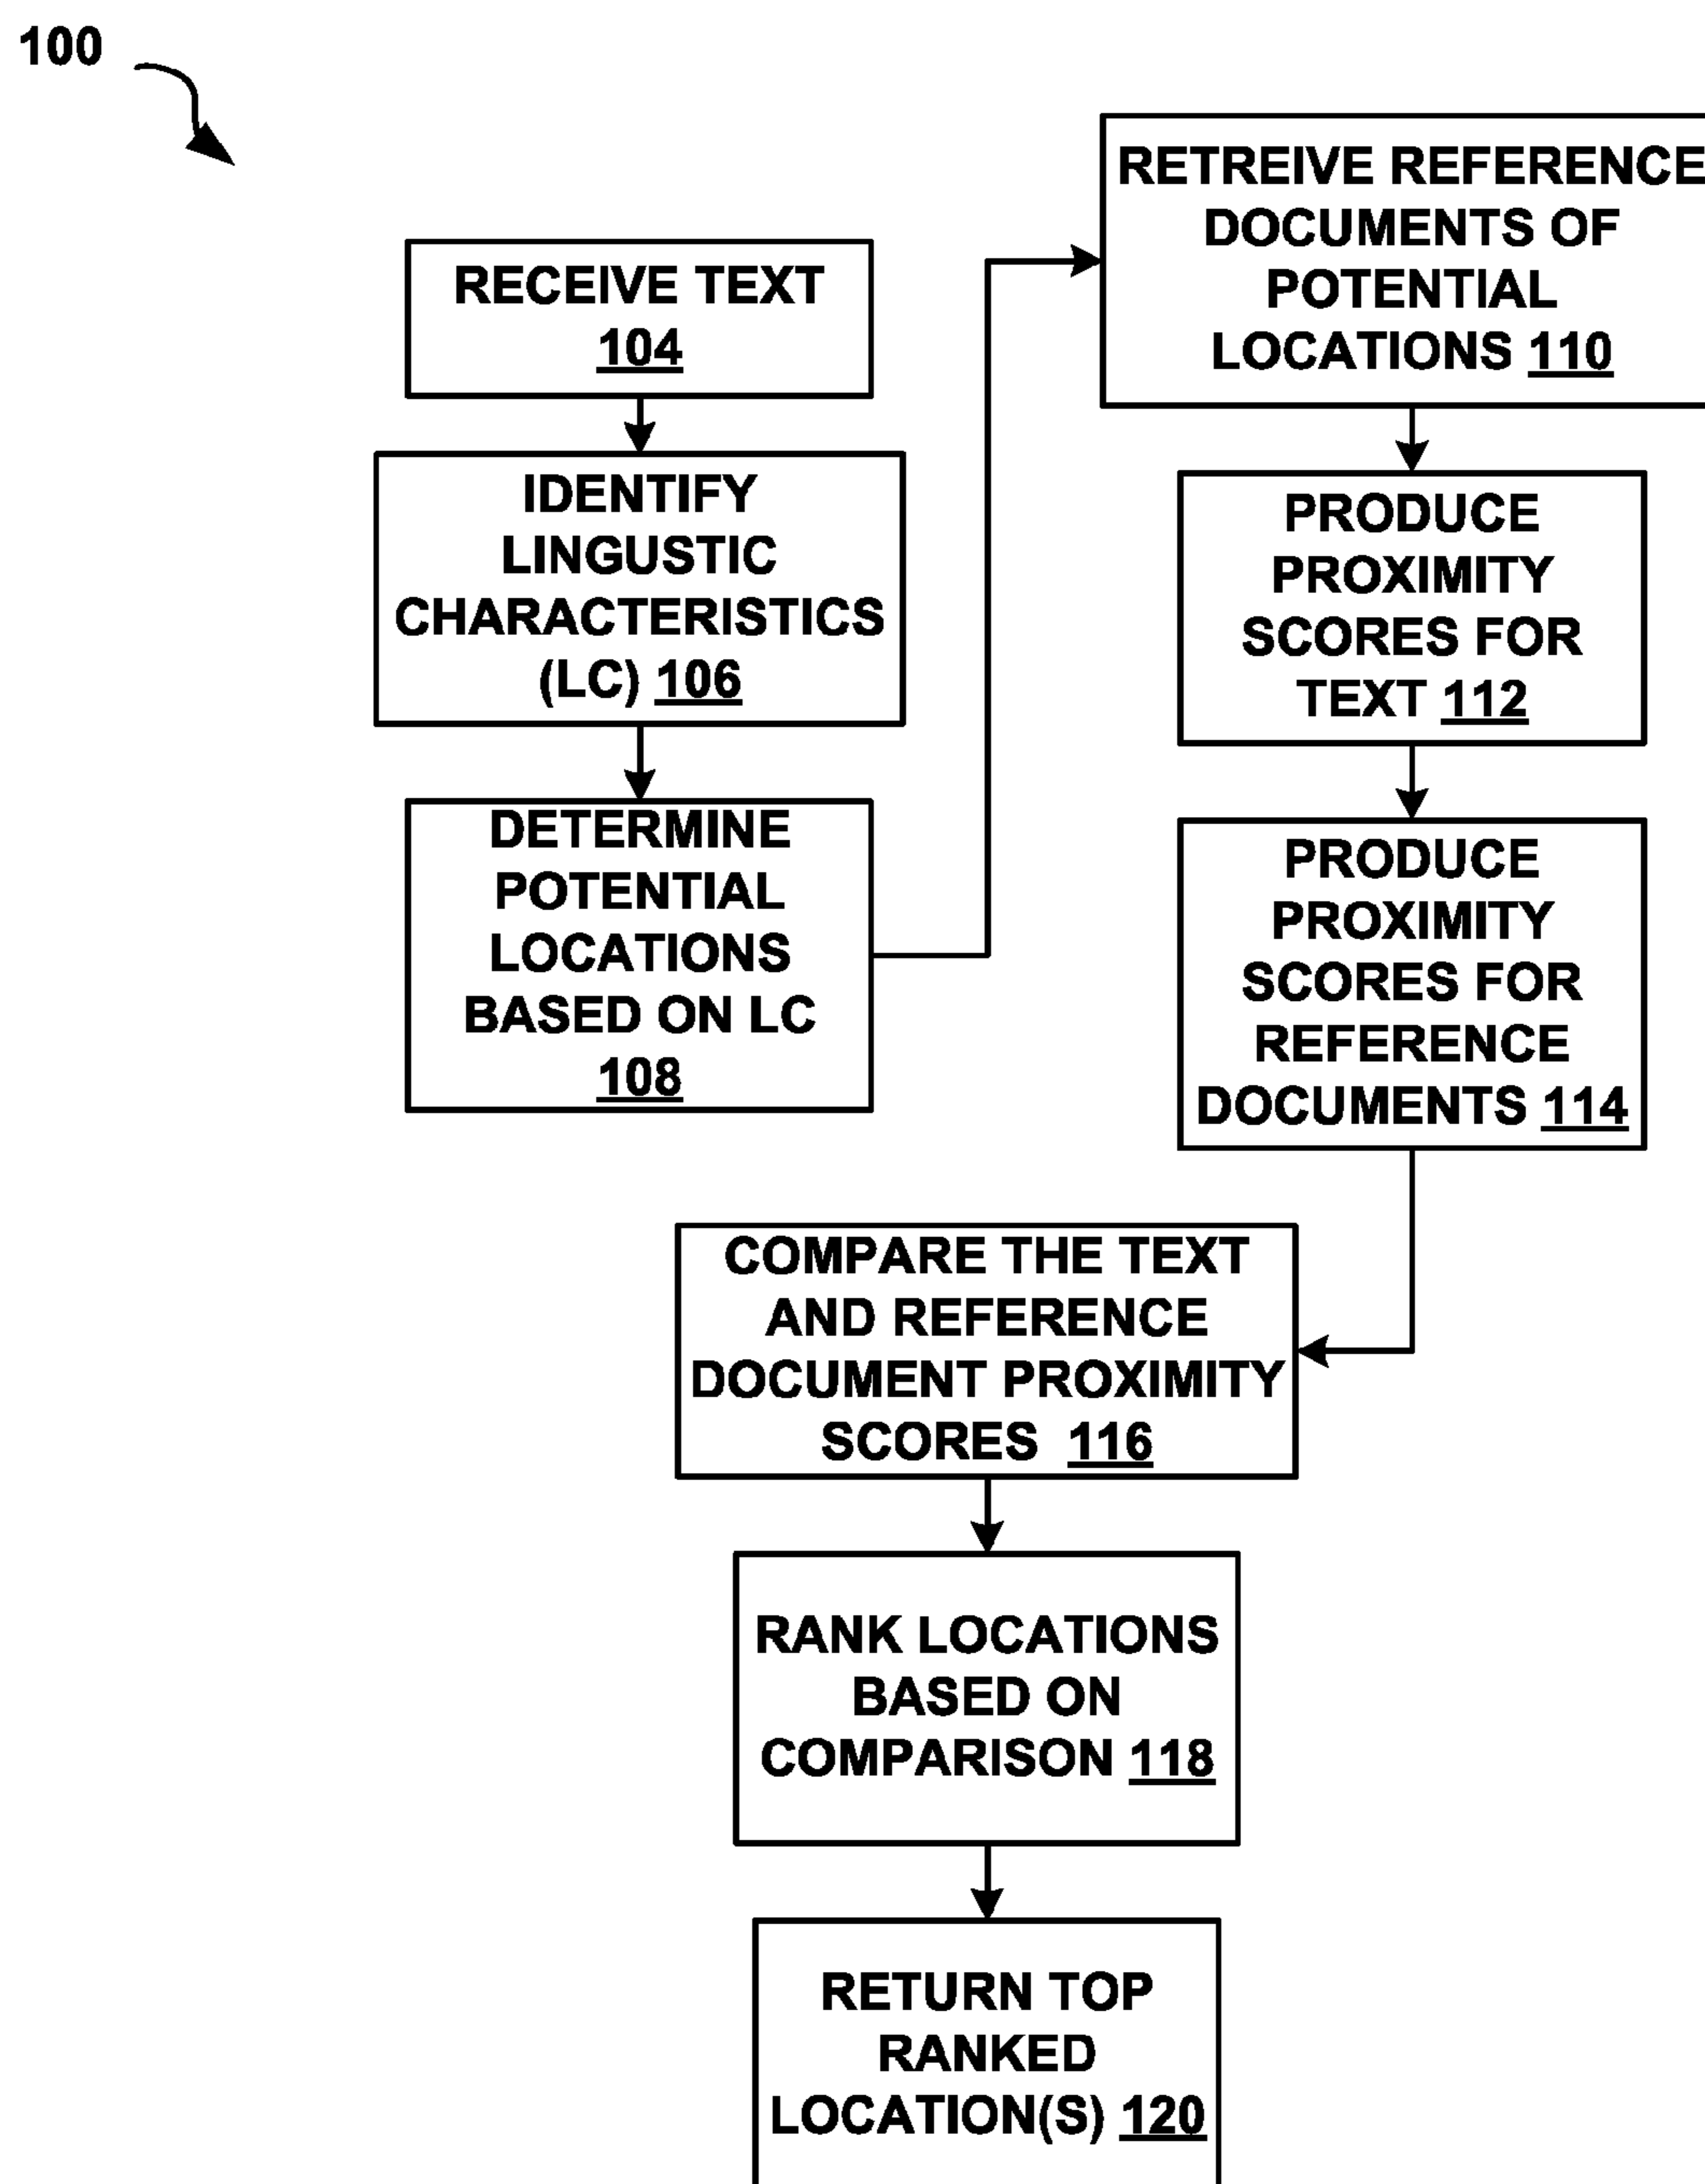 100
RECEIVE TEXT
104
IDENTIFY
LINGUSTIC
CHARACTERISTICS
(LC) 106
DETERMINE
POTENTIAL
LOCATIONS
BASED ON LC
108
RETREIVE REFERENCE
DOCUMENTS OF
POTENTIAL
LOCATIONS 110
PRODUCE
PROXIMITY
SCORES FOR
TEXT 112
PRODUCE
PROXIMITY
SCORES FOR
REFERENCE
DOCUMENTS 114
COMPARE THE TEXT
AND REFERENCE
DOCUMENT PROXIMITY
SCORES 116
RANK LOCATIONS
BASED ON
COMPARISON 118
RETURN TOP
RANKED
LOCATION(S) 120